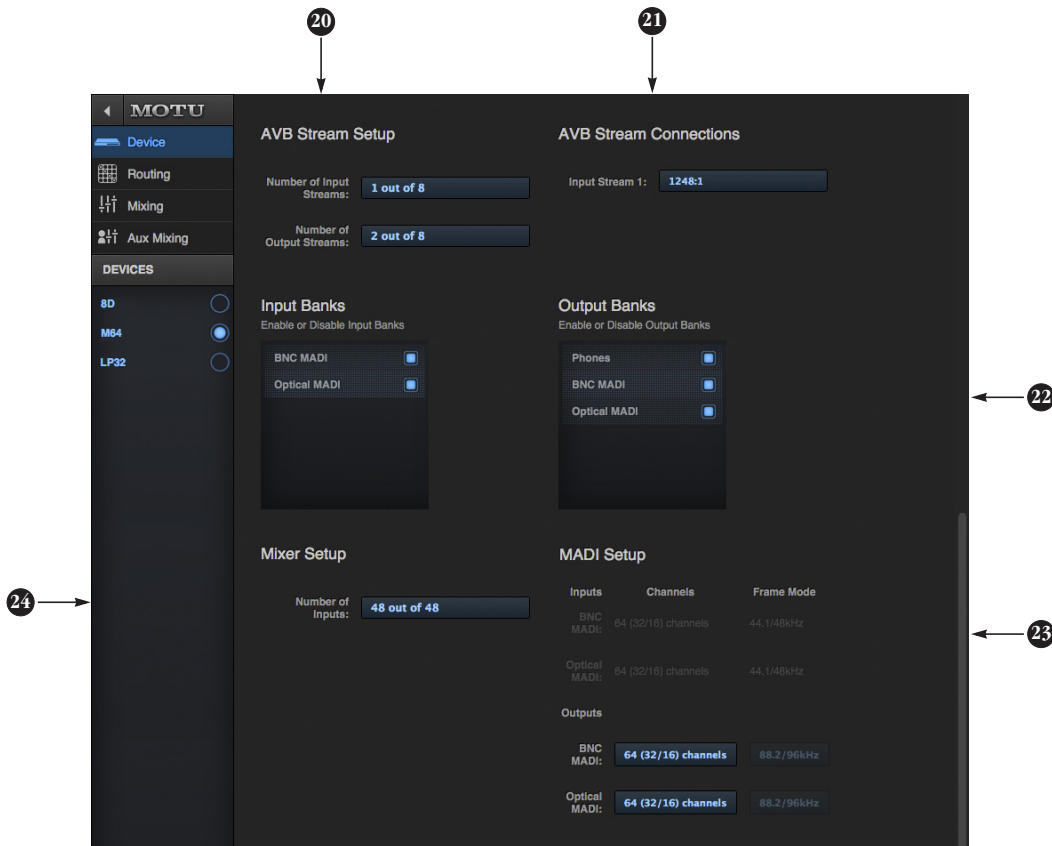 20
21
MOTU
Device
Routing
Mixing
Aux Mixing
DEVICES
8D
M64
LP32
AVB Stream Setup
Number of Input
Streams:
1 out of 8
Number of
Output Streams:
2 out of 8
AVB Stream Connections
Input Stream 1:
1248:1
Input Banks
Enable or Disable Input Banks
BNC MADI
Optical MADI
Output Banks
Enable or Disable Output Banks
Phones
BNC MADI
Optical MADI
22
Mixer Setup
Number of
Inputs:
48 out of 48
MADI Setup
Inputs Channels Frame Mode
BNC
MADI:
64 (32/16) channels 44.1/48kHz
Optical
MADI:
64 (32/16) channels 44.1/48kHz
Outputs
BNC
MADI:
64 (32/16) channels 88.2/96kHz
Optical
MADI:
64 (32/16) channels 88.2/96kHz
23
24